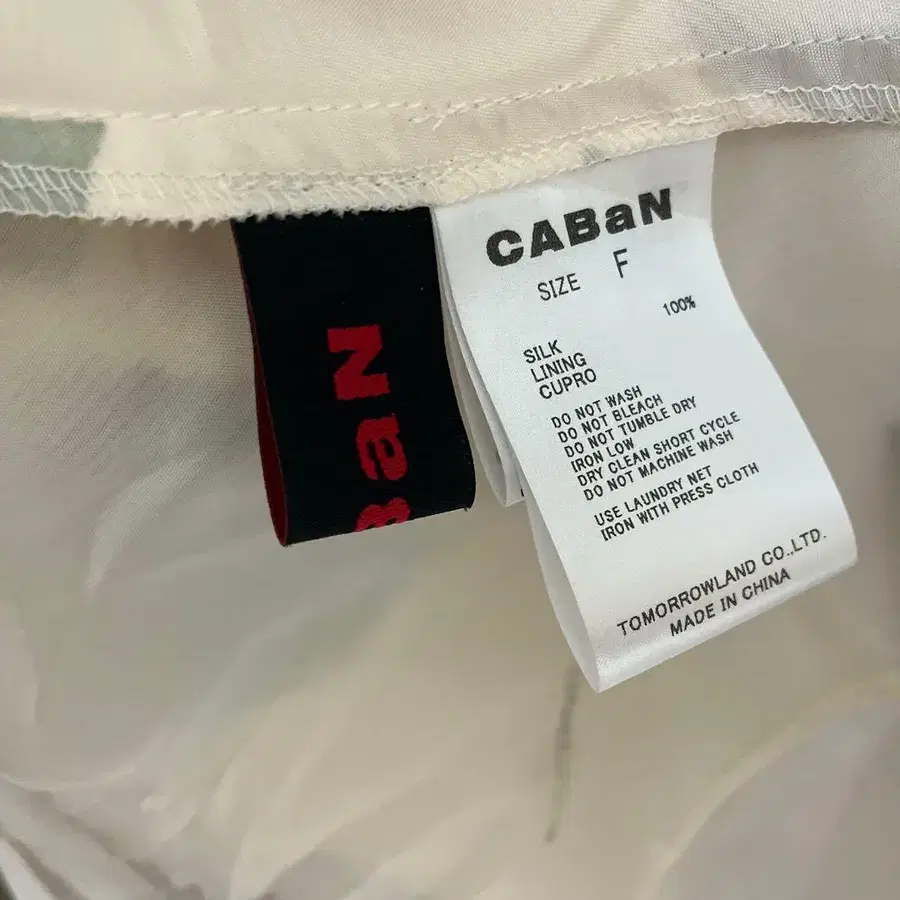 BaN
CABaN
SIZE F
100%
SILK
LINING
CUPRO
DO NOT WASH
DO NOT BLEACH
DO NOT TUMBLE DRY
IRON LOW
DRY CLEAN SHORT CYCLE
DO NOT MACHINE WASH
USE LAUNDRY NET
IRON WITH PRESS CLOTH
TOMORROWLAND CO.,LTD.
MADE IN CHINA